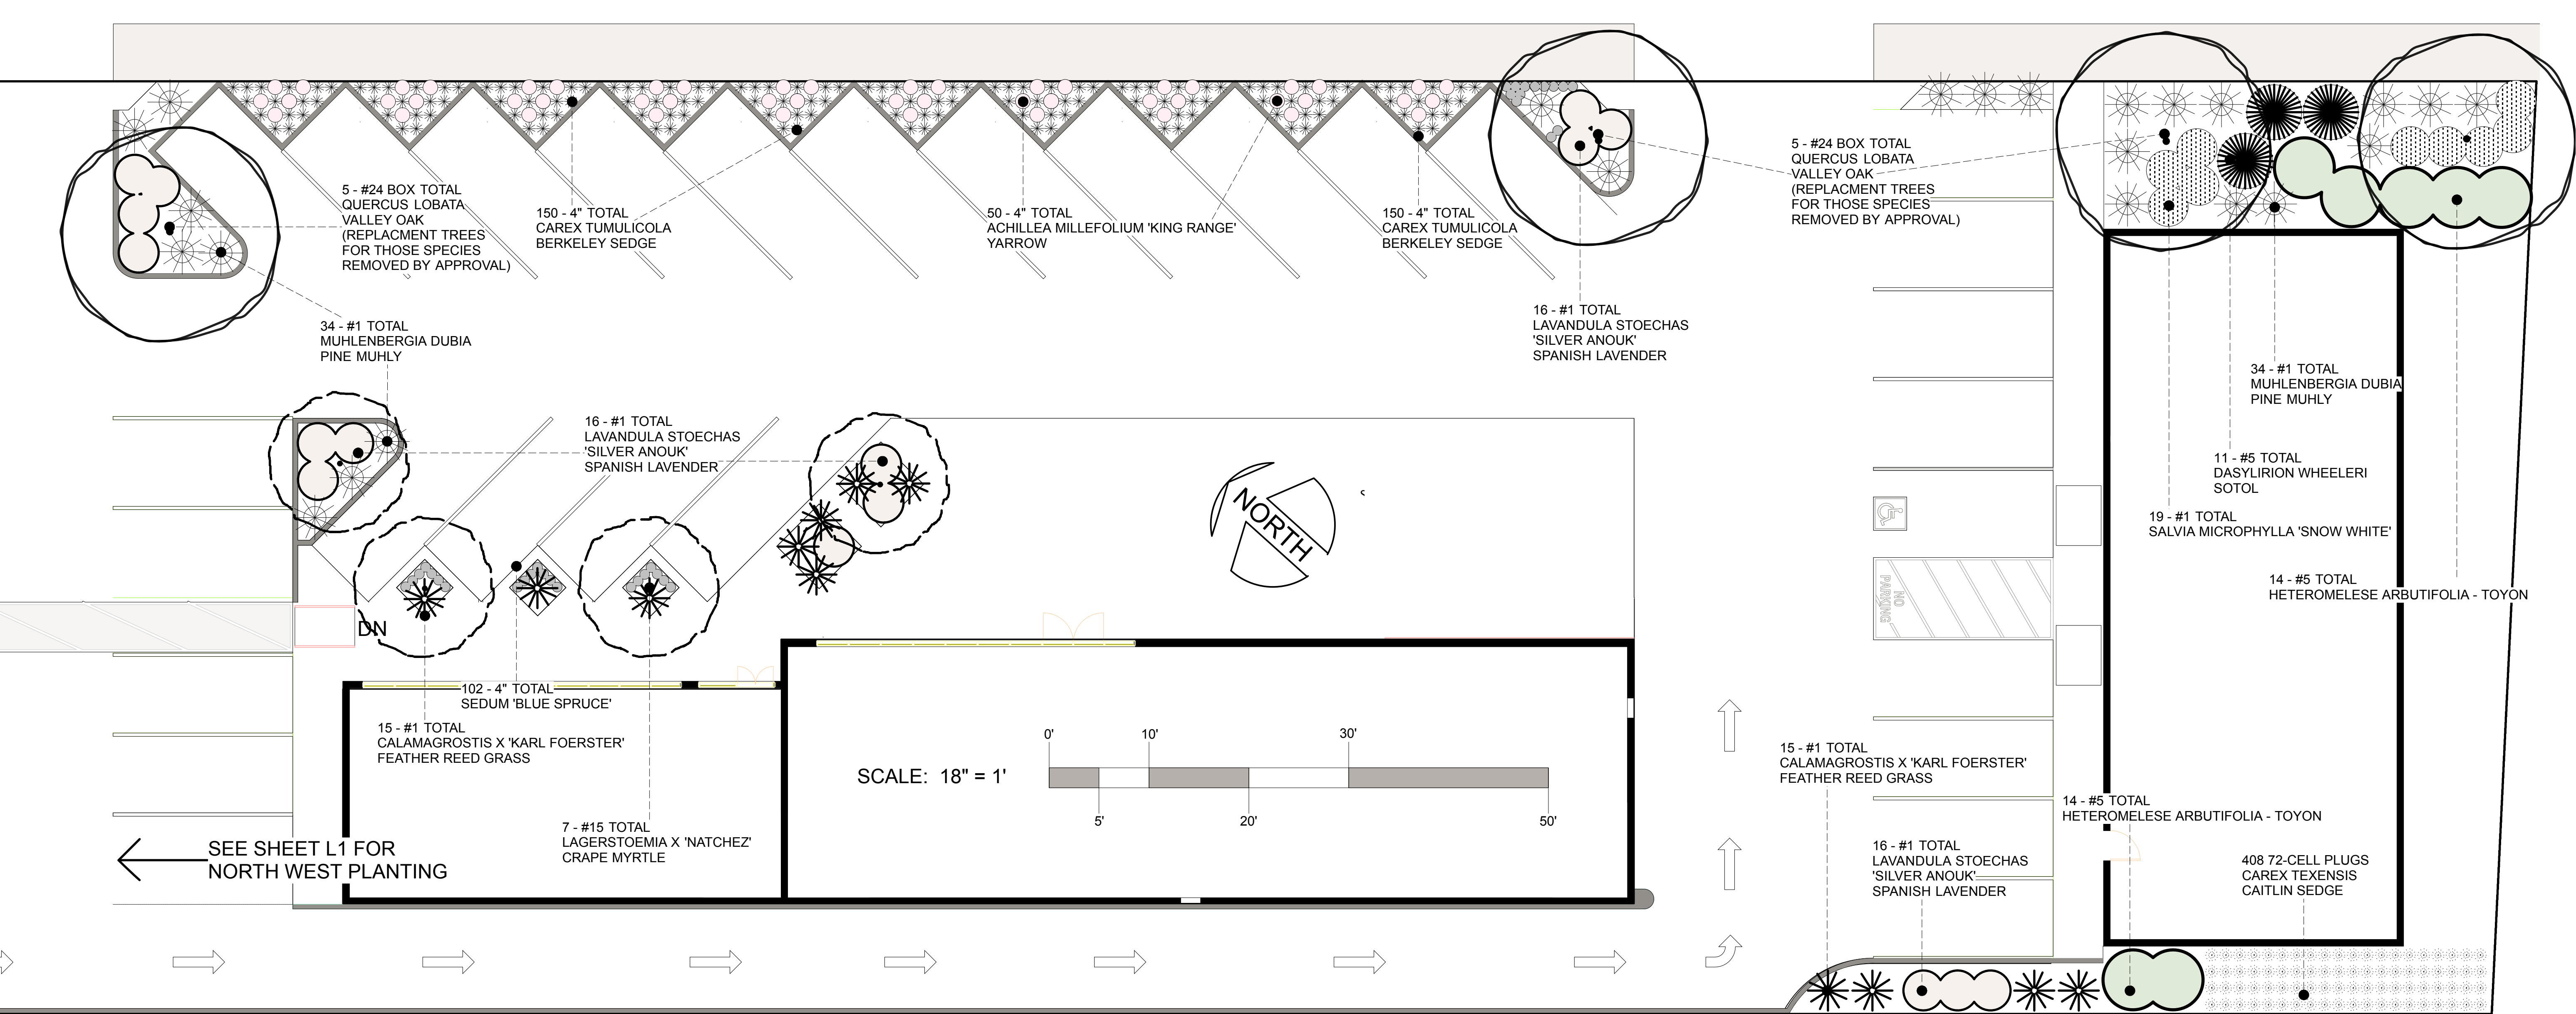 5 - #24 BOX TOTAL
QUERCUS LOBATA
VALLEY OAK
(REPLACMENT TREES
FOR THOSE SPECIES
REMOVED BY APPROVAL)
150 - 4" TOTAL
CAREX TUMULICOLA
BERKELEY SEDGE
50 - 4" TOTAL
ACHILLEA MILLEFOLIUM 'KING RANGE'
YARROW
150 - 4" TOTAL
CAREX TUMULICOLA
BERKELEY SEDGE
5 - #24 BOX TOTAL
QUERCUS LOBATA
VALLEY OAK
(REPLACMENT TREES
FOR THOSE SPECIES
REMOVED BY APPROVAL)
34 - #1 TOTAL
MUHLENBERGIA DUBIA
PINE MUHLY
16 - #1 TOTAL
LAVANDULA STOECHAS
'SILVER ANOUK'
SPANISH LAVENDER
34 - #1 TOTAL
MUHLENBERGIA DUBIA
PINE MUHLY
16 - #1 TOTAL
LAVANDULA STOECHAS
'SILVER ANOUK'
SPANISH LAVENDER
NORTH
11 - #5 TOTAL
DASYLIRION WHEELERI
SOTOL
19 - #1 TOTAL
SALVIA MICROPHYLLA 'SNOW WHITE'
14 - #5 TOTAL
HETEROMELESE ARBUTIFOLIA - TOYON
NO
PARKING
DN
102 - 4" TOTAL
SEDUM 'BLUE SPRUCE'
15 - #1 TOTAL
CALAMAGROSTIS X 'KARL FOERSTER'
FEATHER REED GRASS
0' 10' 30'
SCALE: 18" = 1'
5' 20' 50'
15 - #1 TOTAL
CALAMAGROSTIS X 'KARL FOERSTER'
FEATHER REED GRASS
14 - #5 TOTAL
HETEROMELESE ARBUTIFOLIA - TOYON
7 - #15 TOTAL
LAGERSTOEMIA X 'NATCHEZ'
CRAPE MYRTLE
SEE SHEET L1 FOR
NORTH WEST PLANTING
16 - #1 TOTAL
LAVANDULA STOECHAS
'SILVER ANOUK'
SPANISH LAVENDER
408 72-CELL PLUGS
CAREX TEXENSIS
CAITLIN SEDGE